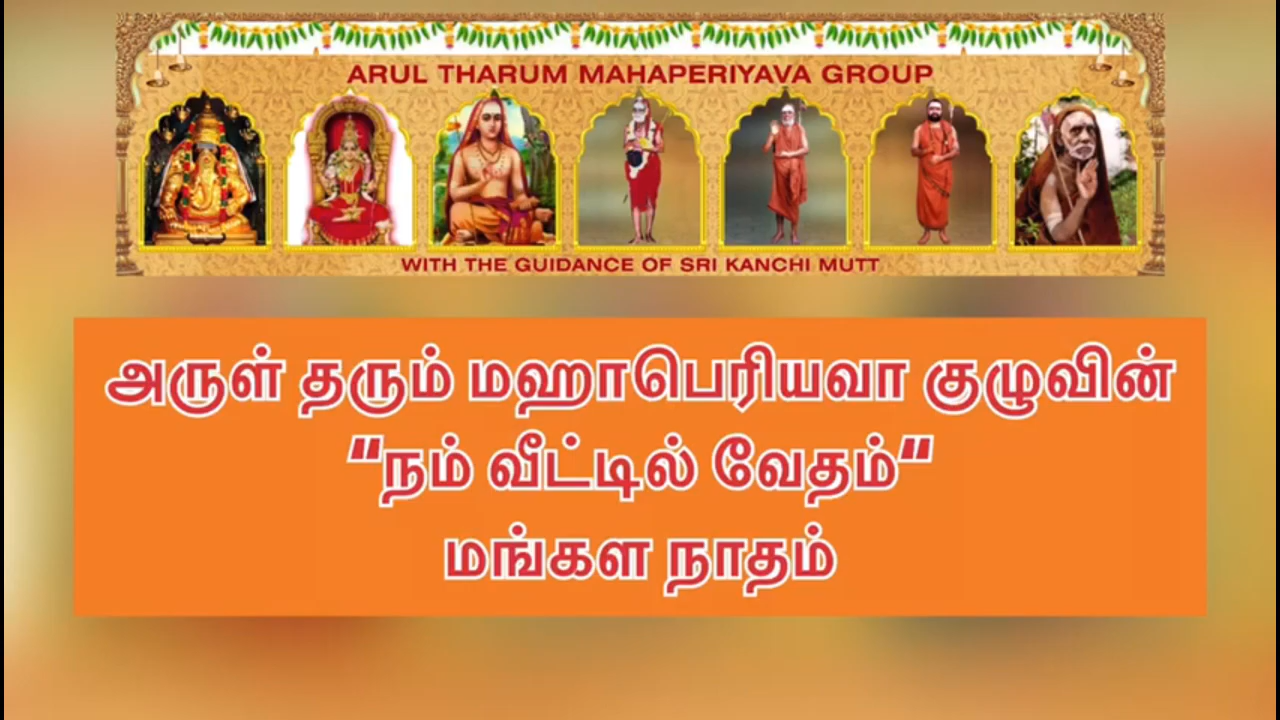 ARUL THARUM MAHAPERIYAVA GROUP
WITH THE GUIDANCE OF SRI KANCHI MUTT
அருள் தரும் மஹாபெரியவா குழுவின்
“நம் வீட்டில் வேதம்“
மங்கள நாதம்